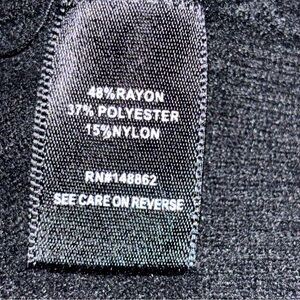 48%RAYON
37% POLYESTER
15%NYLON
RN#148862
SEE CARE ON REVERSE